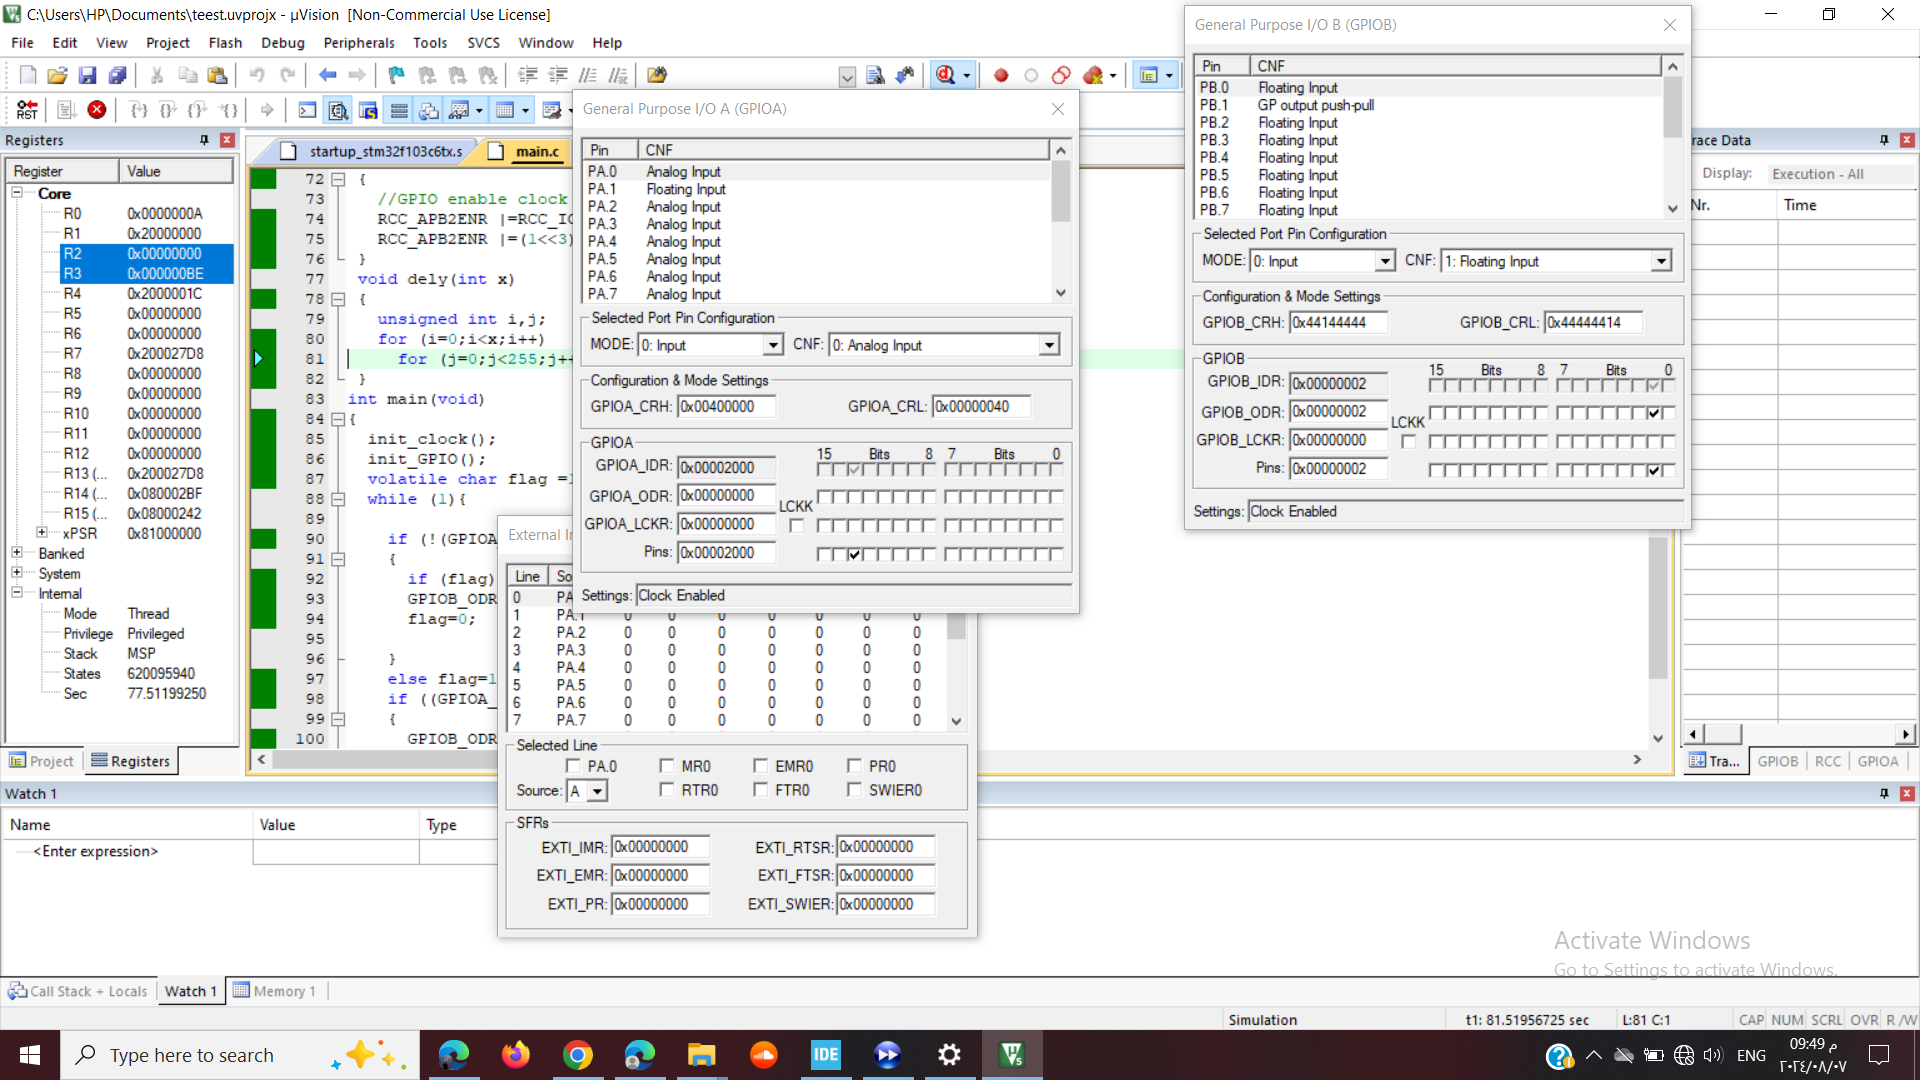 C:\Users\HP\Documents\teest.uvprojx - µVision  [Non-Commercial Use License]
File Edit View Project Flash Debug Peripherals Tools SVCS Window Help
Registers
Register Value
Core
R0 0x0000000A
R1 0x20000000
R2 0x00000000
R3 0x000000BE
R4 0x2000001C
R5 0x00000000
R6 0x00000000
R7 0x200027D8
R8 0x00000000
R9 0x00000000
R10 0x00000000
R11 0x00000000
R12 0x00000000
R13 (... 0x200027D8
R14 (... 0x080002BF
R15 (... 0x08000242
xPSR 0x81000000
Banked
System
Internal
Mode Thread
Privilege Privileged
Stack MSP
States 620095940
Sec 77.51199250
Project Registers
startup_stm32f103c6tx.s main.c
72 {
73 //GPIO enable clock
74 RCC_APB2ENR |=RCC_IO
75 RCC_APB2ENR |=(1<<3)
76 }
77 void dely(int x)
78 {
79 unsigned int i,j;
80 for (i=0;i<x;i++)
81 for (j=0;j<255;j++
82 }
83 int main(void)
84 {
85 init_clock();
86 init_GPIO();
87 volatile char flag =1
88 while (1){
89
90 if (!(GPIOA_
91 {
92 if (flag)
93 GPIOB_ODR
94 flag=0;
95
96 }
97 else flag=1
98 if ((GPIOA_
99 {
100 GPIOB_ODR
General Purpose I/O A (GPIOA)
Pin CNF
PA.0 Analog Input
PA.1 Floating Input
PA.2 Analog Input
PA.3 Analog Input
PA.4 Analog Input
PA.5 Analog Input
PA.6 Analog Input
PA.7 Analog Input
Selected Port Pin Configuration
MODE: 0: Input CNF: 0: Analog Input
Configuration & Mode Settings
GPIOA_CRH: 0x00400000 GPIOA_CRL: 0x00000040
GPIOA
15 Bits 8 7 Bits 0
GPIOA_IDR: 0x00002000
GPIOA_ODR: 0x00000000
LCKK
GPIOA_LCKR: 0x00000000
Pins: 0x00002000
Settings: Clock Enabled
External In
Line So
0 PA
1 PA.1 0 0 0 0 0 0 0
2 PA.2 0 0 0 0 0 0 0
3 PA.3 0 0 0 0 0 0 0
4 PA.4 0 0 0 0 0 0 0
5 PA.5 0 0 0 0 0 0 0
6 PA.6 0 0 0 0 0 0 0
7 PA.7 0 0 0 0 0 0 0
Selected Line
PA.0 MR0 EMR0 PR0
Source: A RTR0 FTR0 SWIER0
SFRs
EXTI_IMR: 0x00000000 EXTI_RTSR: 0x00000000
EXTI_EMR: 0x00000000 EXTI_FTSR: 0x00000000
EXTI_PR: 0x00000000 EXTI_SWIER: 0x00000000
General Purpose I/O B (GPIOB)
Pin CNF
PB.0 Floating Input
PB.1 GP output push-pull
PB.2 Floating Input
PB.3 Floating Input
PB.4 Floating Input
PB.5 Floating Input
PB.6 Floating Input
PB.7 Floating Input
Selected Port Pin Configuration
MODE: 0: Input CNF: 1: Floating Input
Configuration & Mode Settings
GPIOB_CRH: 0x44144444 GPIOB_CRL: 0x44444414
GPIOB
15 Bits 8 7 Bits 0
GPIOB_IDR: 0x00000002
GPIOB_ODR: 0x00000002
LCKK
GPIOB_LCKR: 0x00000000
Pins: 0x00000002
Settings: Clock Enabled
race Data
Display: Execution - All
Nr. Time
Tra... GPIOB RCC GPIOA
Watch 1
Name Value Type
<Enter expression>
Activate Windows
Go to Settings to activate Windows.
Call Stack + Locals Watch 1 Memory 1
Simulation t1: 81.51956725 sec L:81 C:1 CAP NUM SCRL OVR R/W
Type here to search
IDE
ENG
09:49 م
٢٠٢٤/٠٨/٠٧